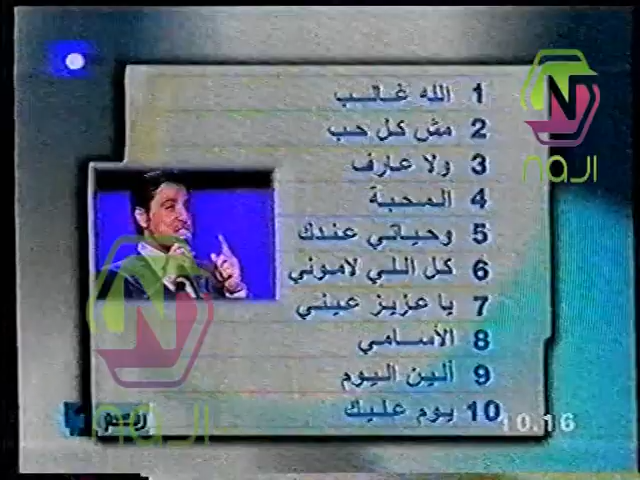 1 الله غالب
2 مش كل حب
3 ولا عارف
4 المحبة
5 وحياتي عندك
6 كل اللي لاموني
7 يا عزيز عيني
8 الأسامي
9 ألين اليوم
10 يوم عليك
10.16
N
NAJI
N
NAJI